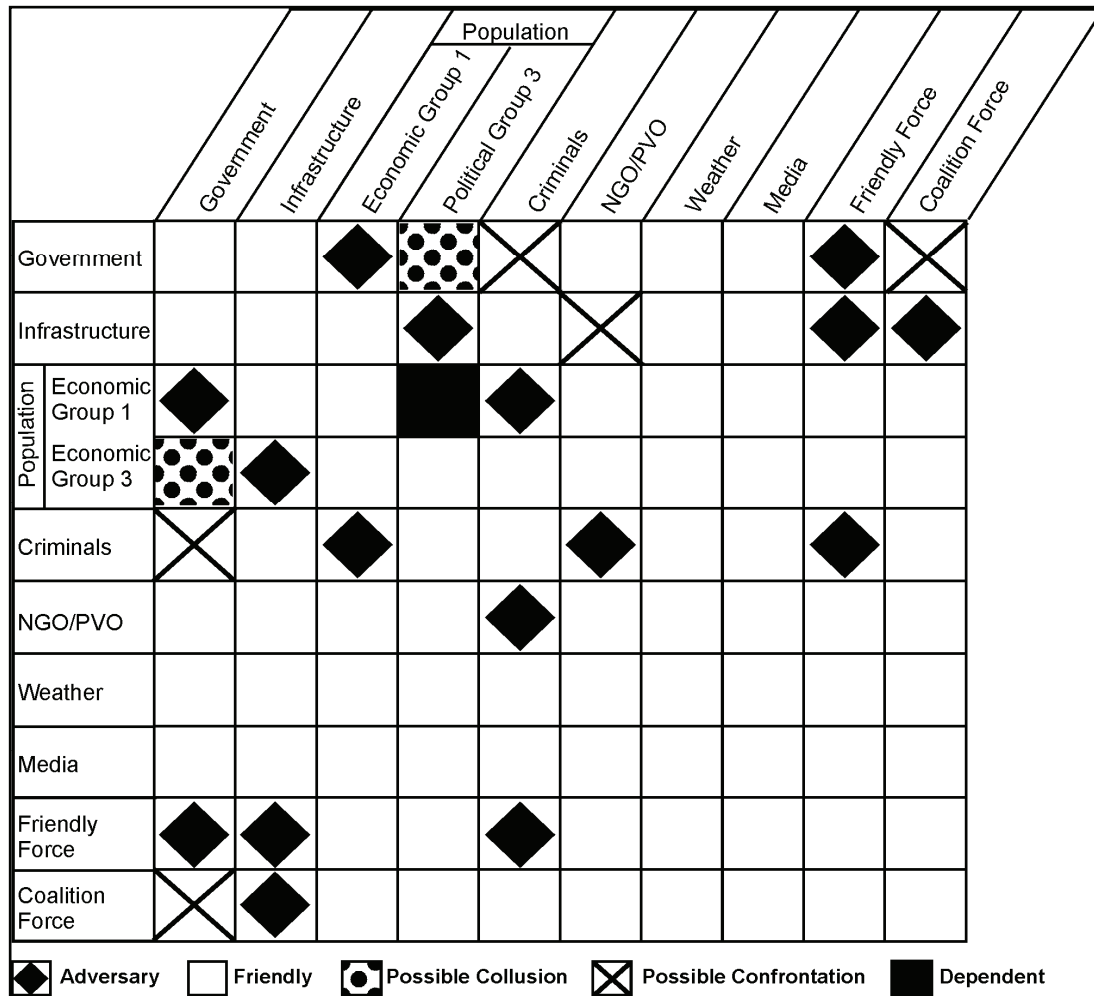 Population
Government
Infrastructure
Economic Group 1
Political Group 3
Criminals
NGO/PVO
Weather
Media
Friendly Force
Coalition Force
Government
Infrastructure
Population
Economic
Group 1
Economic
Group 3
Criminals
NGO/PVO
Weather
Media
Friendly
Force
Coalition
Force
Adversary
Friendly
Possible Collusion
Possible Confrontation
Dependent